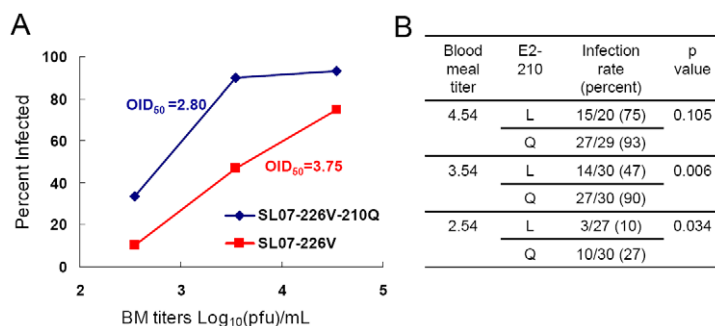 A
Percent Infected
100
80
60
40
20
0
2
3
4
5
BM titers Log10(pfu)/mL
OID50 =2.80
OID50=3.75
SL07-226V-210Q
SL07-226V
B
Blood meal titer
E2-210
Infection rate (percent)
p value
4.54 L 15/20 (75) 0.105
Q 27/29 (93)
3.54 L 14/30 (47) 0.006
Q 27/30 (90)
2.54 L 3/27 (10) 0.034
Q 10/30 (27)